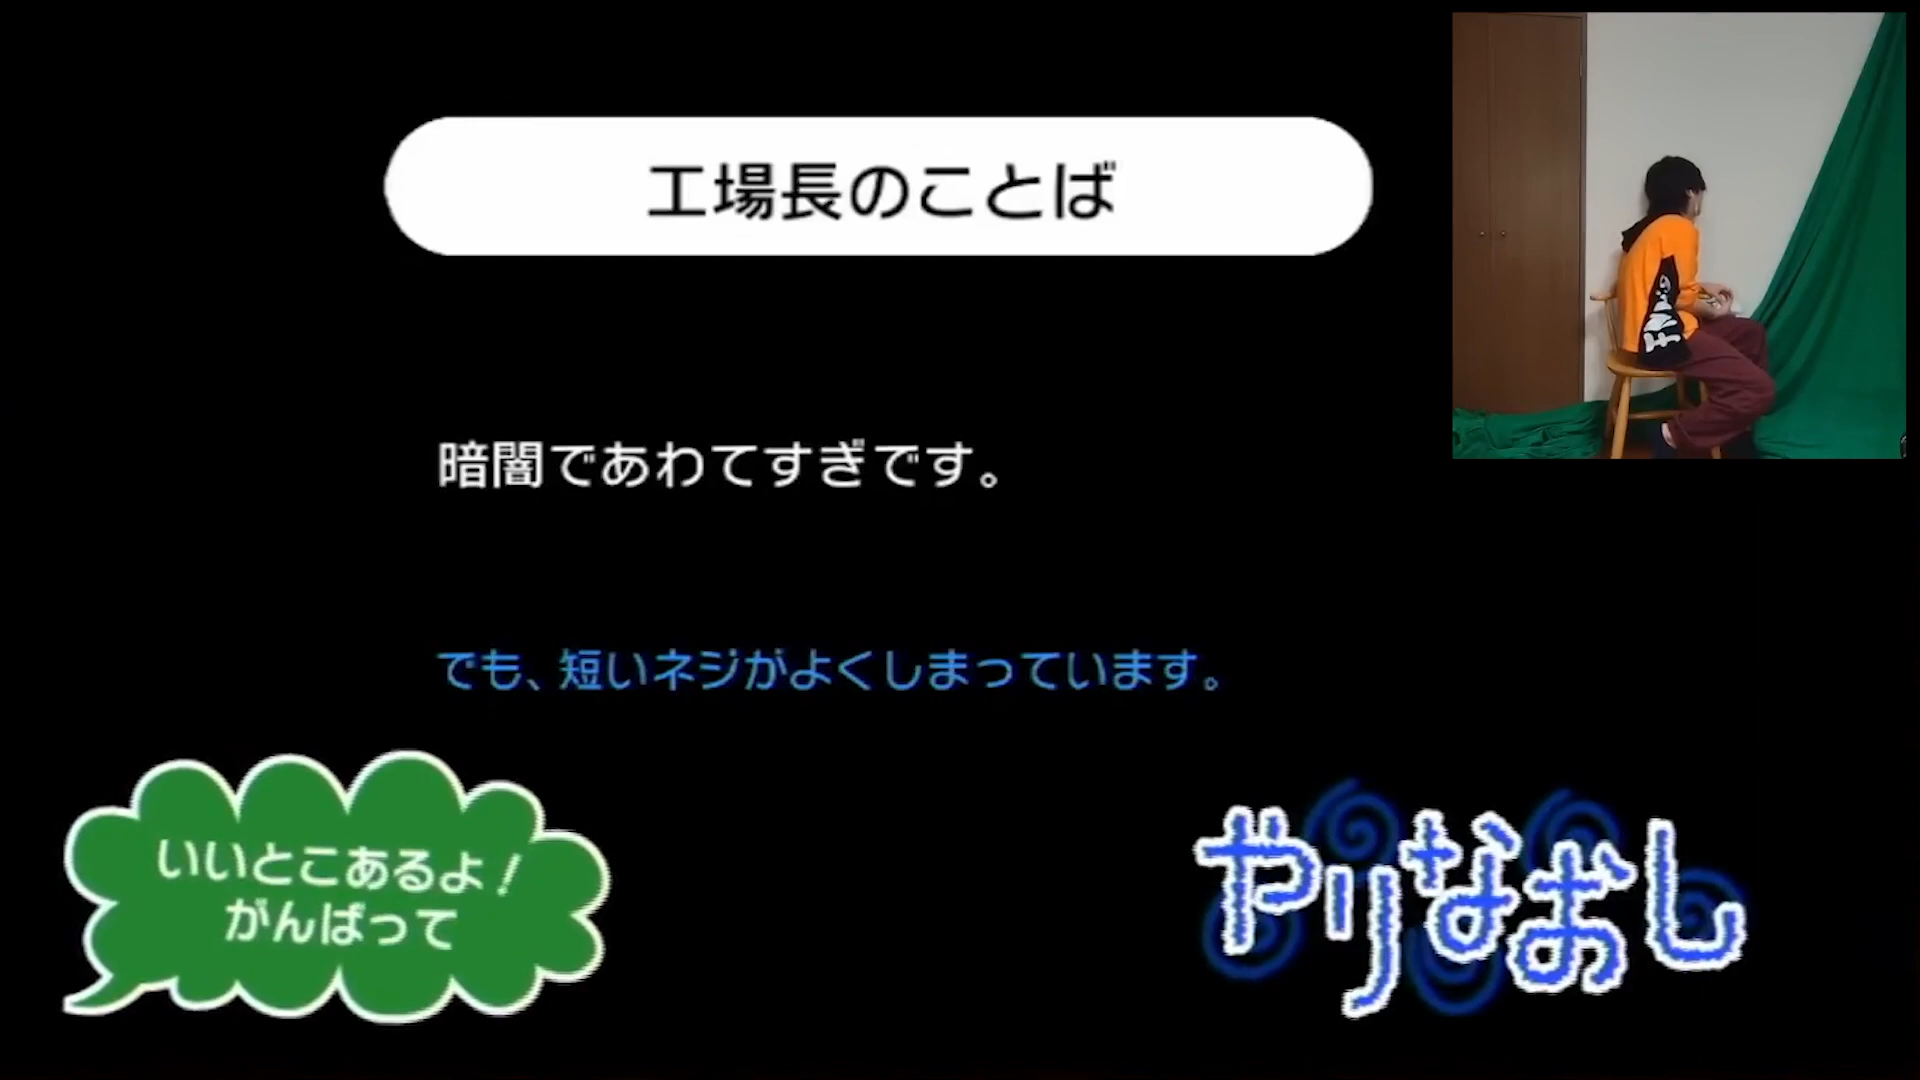 工場長のことば
暗闇であわてすぎです。
でも、短いネジがよくしまっています。
いいとこあるよ!
がんばって
やりなおし